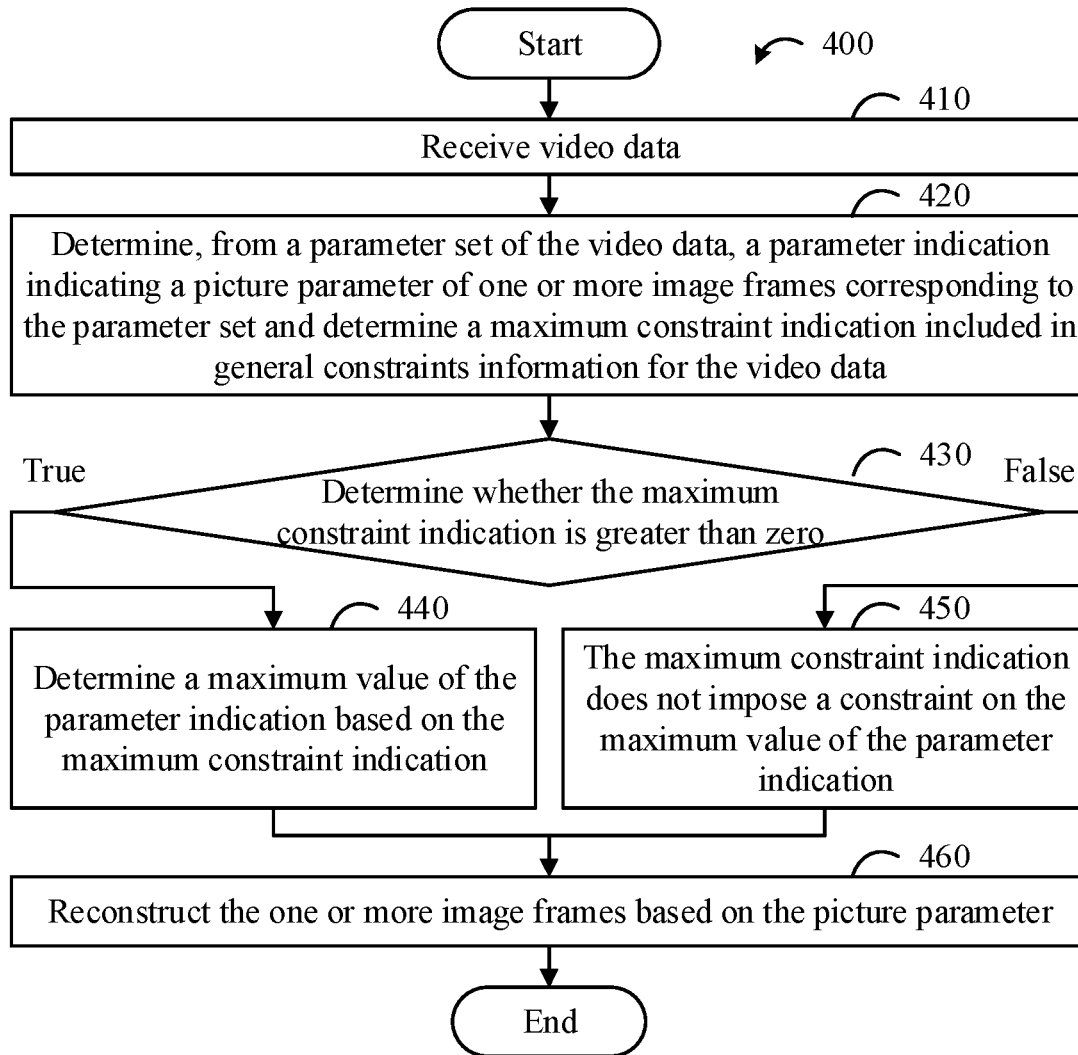 Start
400
410
Receive video data
420
Determine, from a parameter set of the video data, a parameter indication
indicating a picture parameter of one or more image frames corresponding to
the parameter set and determine a maximum constraint indication included in
general constraints information for the video data
True
430
False
Determine whether the maximum
constraint indication is greater than zero
440
450
Determine a maximum value of the
parameter indication based on the
maximum constraint indication
The maximum constraint indication
does not impose a constraint on the
maximum value of the parameter
indication
460
Reconstruct the one or more image frames based on the picture parameter
End